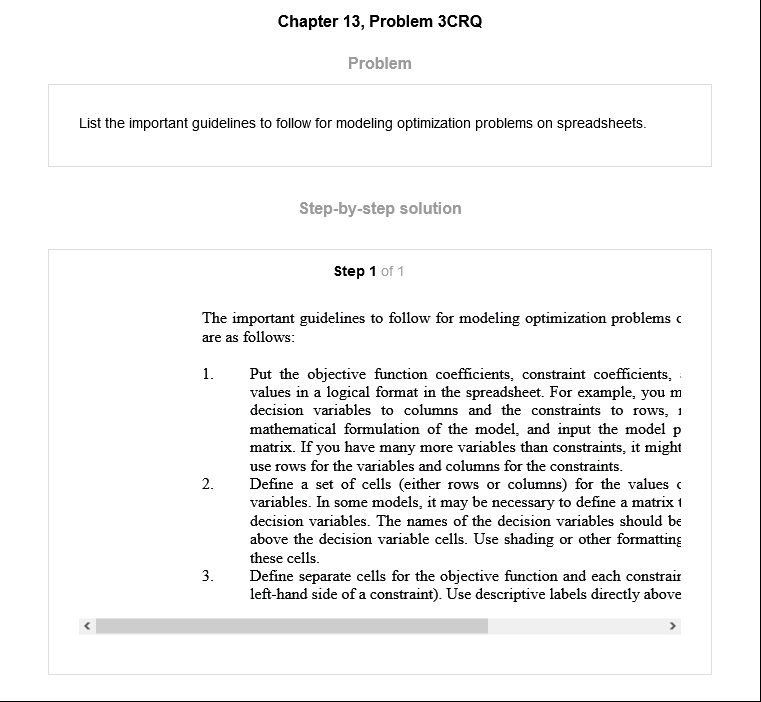 Chapter 13, Problem 3CRQ
Problem
List the important guidelines to follow for modeling optimization problems on spreadsheets.
Step-by-step solution
Step 1 of 1
The important guidelines to follow for modeling optimization problems
are as follows:
1. Put the objective function coefficients, constraint coefficients,
values in a logical format in the spreadsheet. For example, you m
decision variables to columns and the constraints to rows,
mathematical formulation of the model, and input the model p
matrix. If you have many more variables than constraints, it might
use rows for the variables and columns for the constraints.
2. Define a set of cells (either rows or columns) for the values
variables. In some models, it may be necessary to define a matrix
decision variables. The names of the decision variables should be
above the decision variable cells. Use shading or other formatting
these cells.
3. Define separate cells for the objective function and each constrain
left-hand side of a constraint). Use descriptive labels directly above